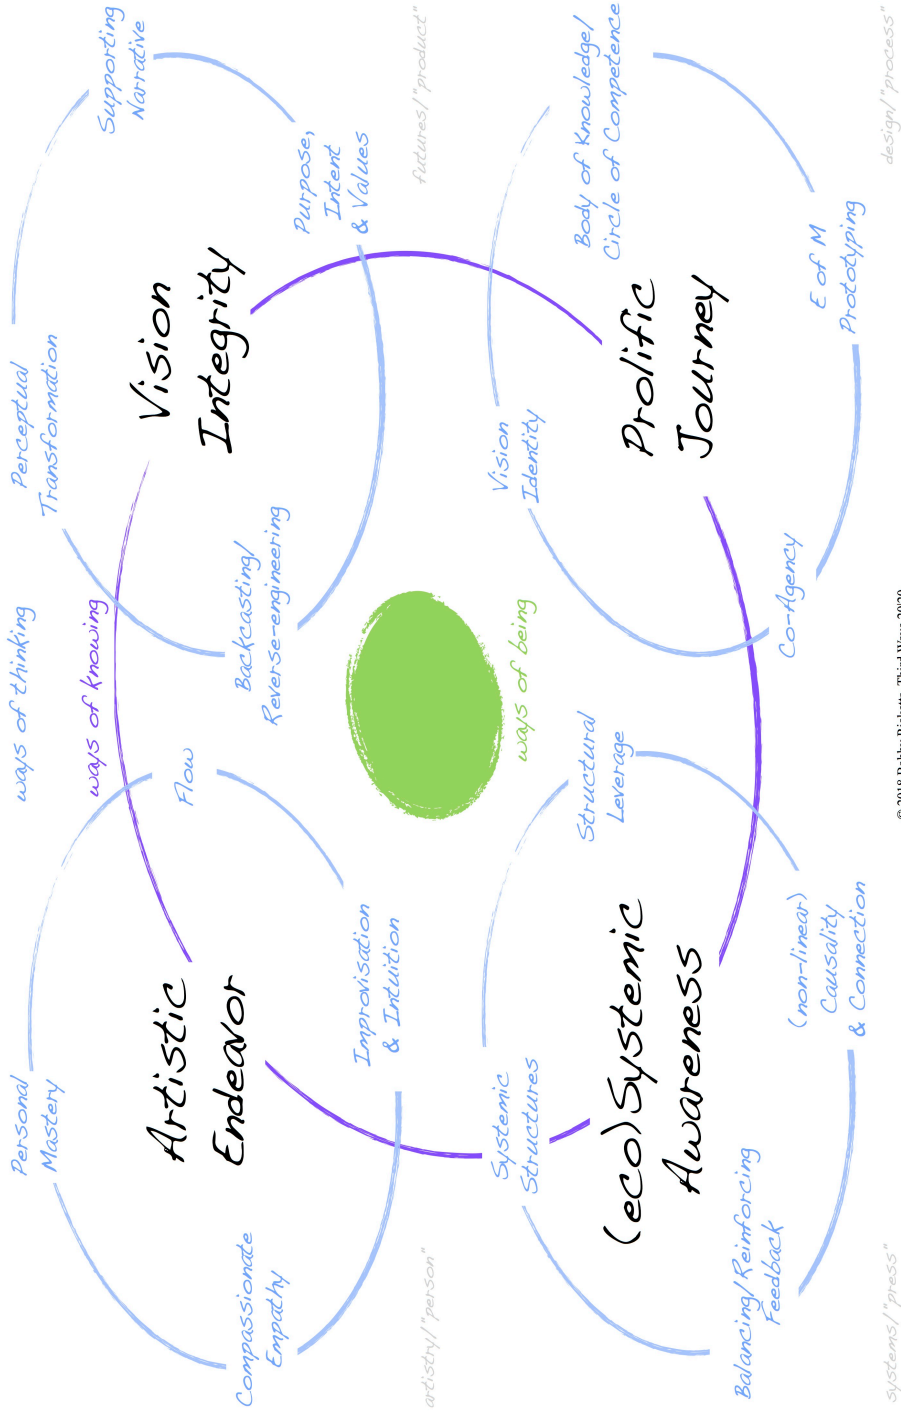 ways of thinking
ways of knowing
ways of being
Artistic
Endeavor
Personal
Mastery
Flow
Improvisation
& Intuition
Compassionate
Empathy
artistry/"person"
Vision
Integrity
Perceptual
Transformation
Supporting
Narrative
Purpose,
Intent
& Values
Backcasting/
Reverse-engineering
futures/"product"
(eco)Systemic
Awareness
Systemic
Structures
Structural
Leverage
(non-linear)
Causality
& Connection
Balancing/Reinforcing
Feedback
systems/"press"
Prolific
Journey
Vision
Identity
Body of Knowledge/
Circle of Competence
E of M
Prototyping
Co-Agency
design/"process"
© 2018